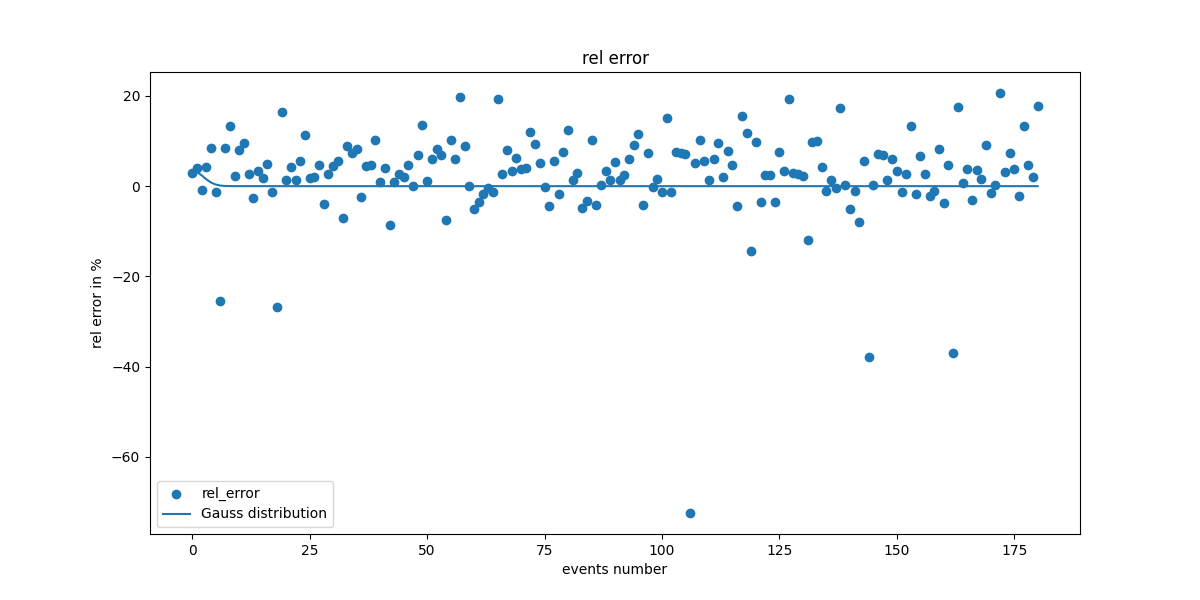 rel error
20
0
−20
−40
−60
rel error in %
rel_error
Gauss distribution
0 25 50 75 100 125 150 175
events number